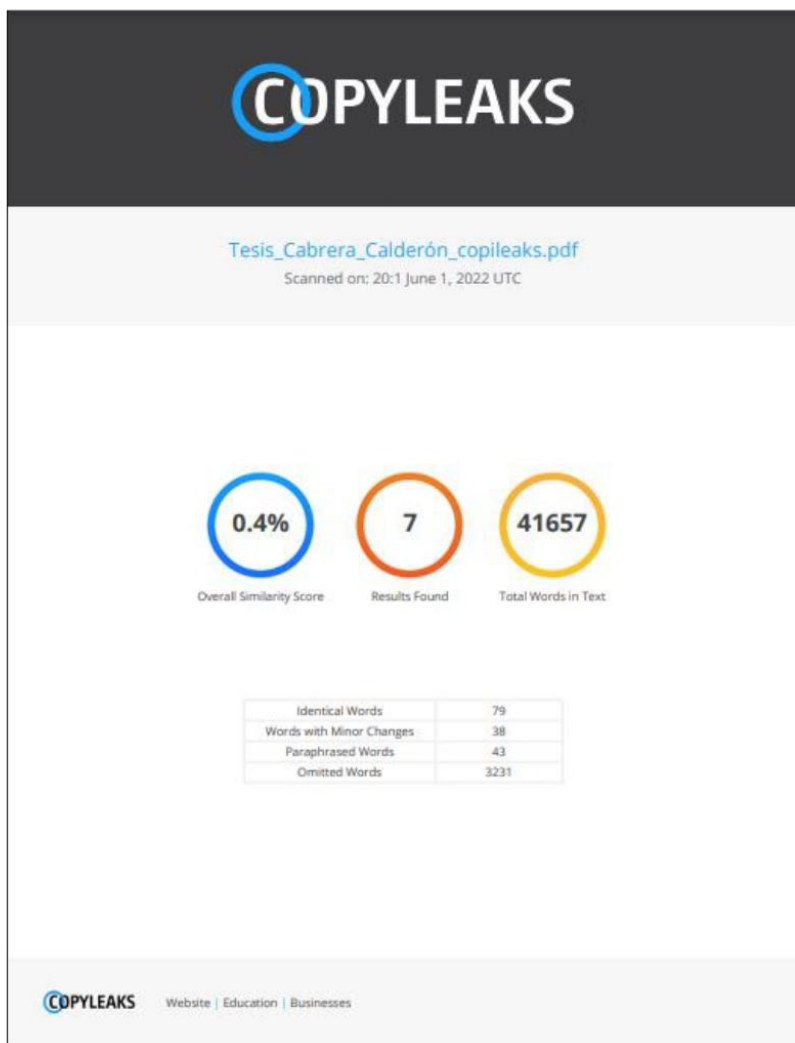 COPYLEAKS
Tesis_Cabrera_Calderón_copileaks.pdf
Scanned on: 20:1 June 1, 2022 UTC
0.4%
7
41657
Overall Similarity Score
Results Found
Total Words in Text
Identical Words 79
Words with Minor Changes 38
Paraphrased Words 43
Omitted Words 3231
COPYLEAKS Website | Education | Businesses